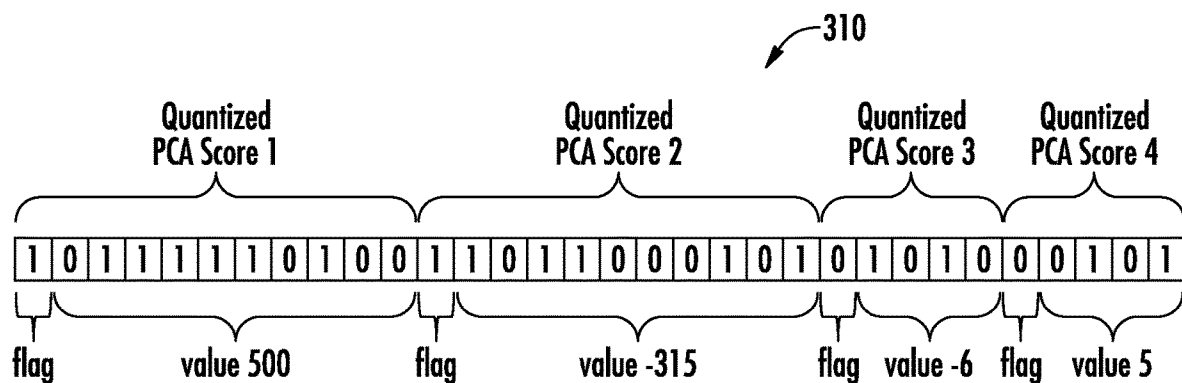 310
Quantized PCA Score 1
Quantized PCA Score 2
Quantized PCA Score 3
Quantized PCA Score 4
1 0 1 1 1 1 1 0 1 0 0 1 1 0 1 1 0 0 0 1 0 1 0 1 0 1 0 0 0 1 0 1
flag value 500 flag value -315 flag value -6 flag value 5